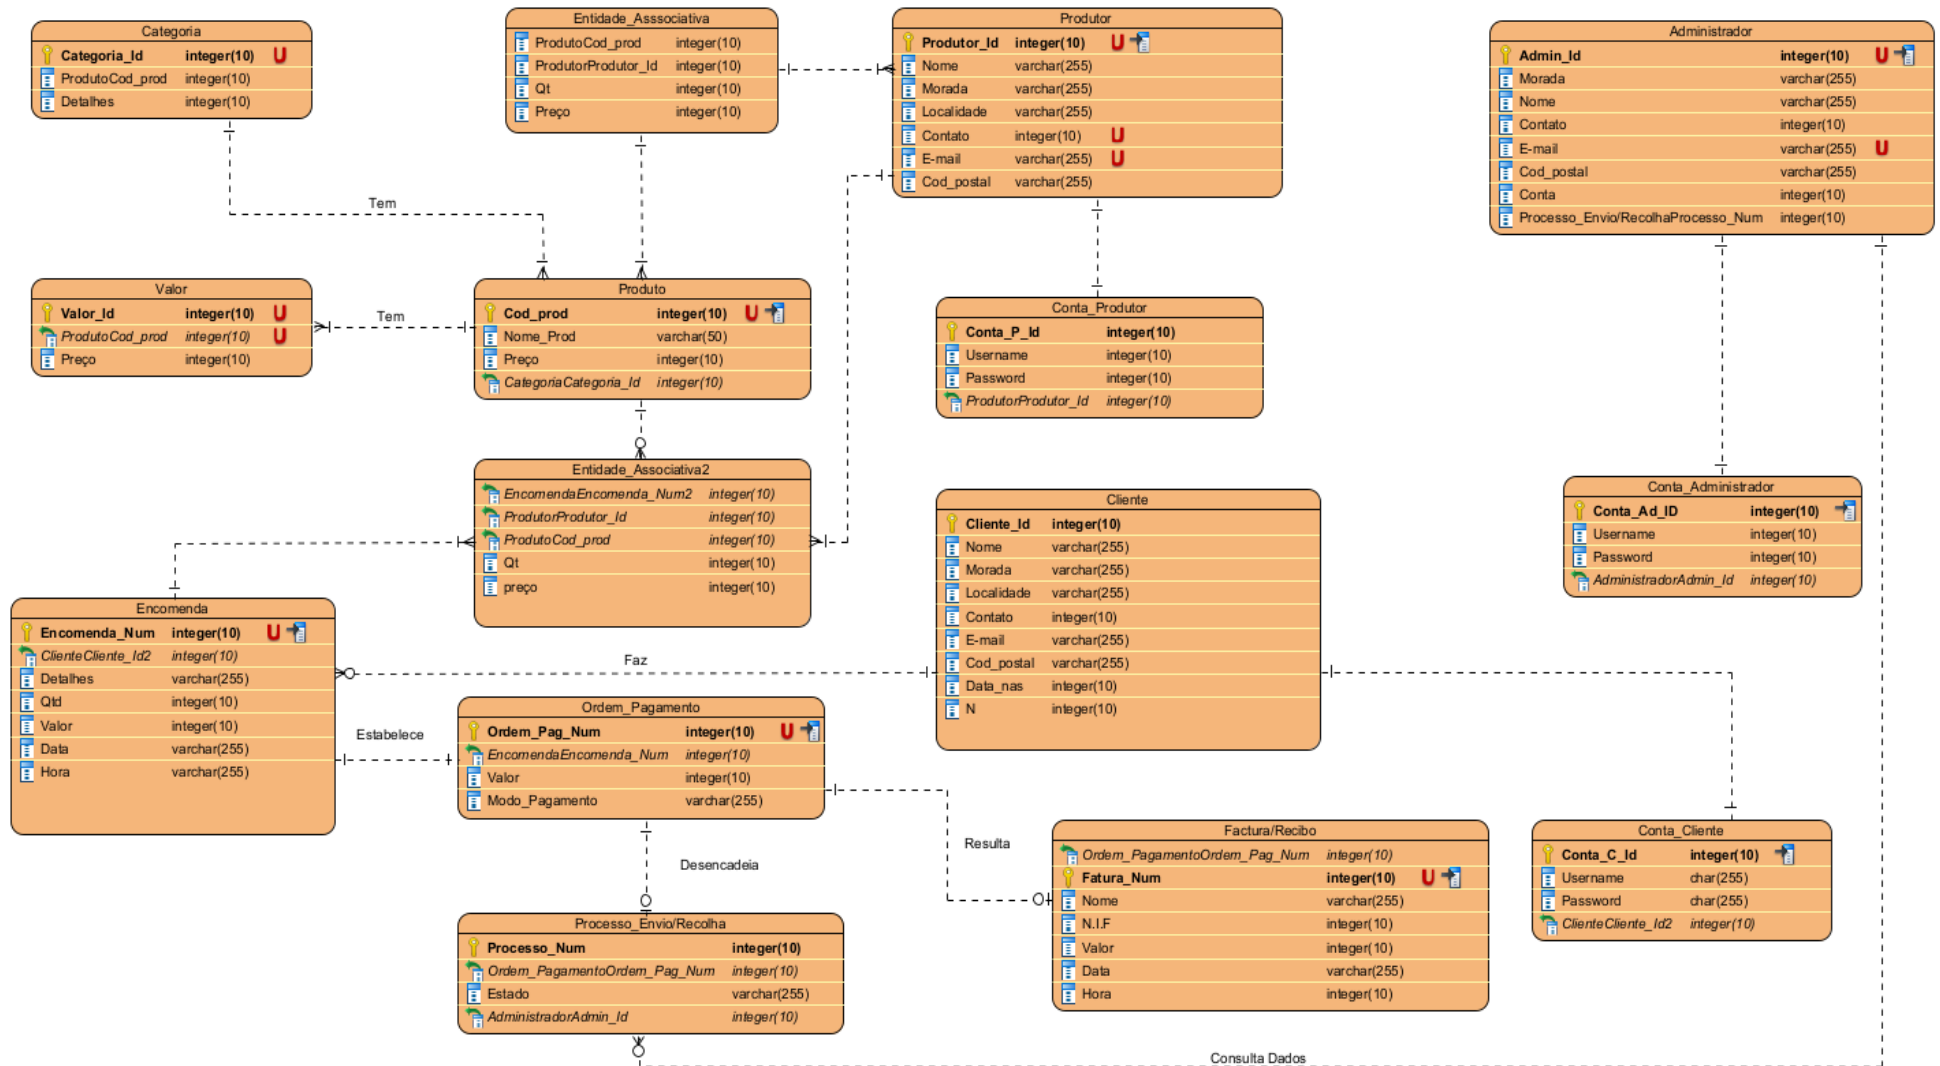 Categoria
Categoria_Id integer(10) U
ProdutoCod_prod integer(10)
Detalhes integer(10)
Entidade_Asssociativa
ProdutoCod_prod integer(10)
ProdutorProdutor_Id integer(10)
Qt integer(10)
Preço integer(10)
Produtor
Produtor_Id integer(10) U
Nome varchar(255)
Morada varchar(255)
Localidade varchar(255)
Contato integer(10) U
E-mail varchar(255) U
Cod_postal varchar(255)
Administrador
Admin_Id integer(10) U
Morada varchar(255)
Nome varchar(255)
Contato integer(10)
E-mail varchar(255) U
Cod_postal varchar(255)
Conta integer(10)
Processo_Envio/RecolhaProcesso_Num integer(10)
Tem
Valor
Valor_Id integer(10) U
ProdutoCod_prod integer(10) U
Preço integer(10)
Tem
Produto
Cod_prod integer(10) U
Nome_Prod varchar(50)
Preço integer(10)
CategoriaCategoria_Id integer(10)
Conta_Produtor
Conta_P_Id integer(10)
Username integer(10)
Password integer(10)
ProdutorProdutor_Id integer(10)
Entidade_Associativa2
EncomendaEncomenda_Num2 integer(10)
ProdutorProdutor_Id integer(10)
ProdutoCod_prod integer(10)
Qt integer(10)
preço integer(10)
Cliente
Cliente_Id integer(10)
Nome varchar(255)
Morada varchar(255)
Localidade varchar(255)
Contato integer(10)
E-mail varchar(255)
Cod_postal varchar(255)
Data_nas integer(10)
N integer(10)
Conta_Administrador
Conta_Ad_ID integer(10)
Username integer(10)
Password integer(10)
AdministradorAdmin_Id integer(10)
Encomenda
Encomenda_Num integer(10) U
ClienteCliente_Id2 integer(10)
Detalhes varchar(255)
Qtd integer(10)
Valor integer(10)
Data varchar(255)
Hora varchar(255)
Faz
Estabelece
Ordem_Pagamento
Ordem_Pag_Num integer(10) U
EncomendaEncomenda_Num integer(10)
Valor integer(10)
Modo_Pagamento varchar(255)
Desencadeia
Resulta
Factura/Recibo
Ordem_PagamentoOrdem_Pag_Num integer(10)
Fatura_Num integer(10) U
Nome varchar(255)
N.I.F integer(10)
Valor integer(10)
Data varchar(255)
Hora integer(10)
Conta_Cliente
Conta_C_Id integer(10)
Username char(255)
Password char(255)
ClienteCliente_Id2 integer(10)
Processo_Envio/Recolha
Processo_Num integer(10)
Ordem_PagamentoOrdem_Pag_Num integer(10)
Estado varchar(255)
AdministradorAdmin_Id integer(10)
Consulta Dados